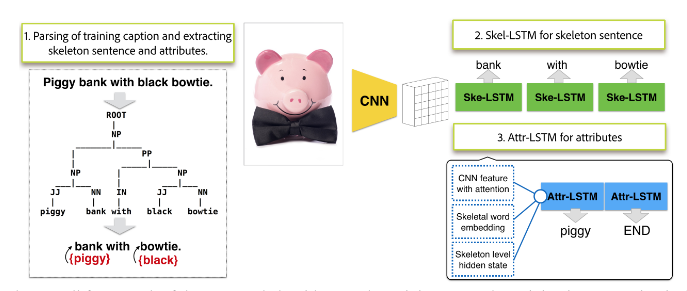 1. Parsing of training caption and extracting
skeleton sentence and attributes.
Piggy bank with black bowtie.
ROOT
NP
PP
NP NP
JJ NN IN JJ NN
piggy bank with black bowtie
bank with bowtie.
{piggy} {black}
CNN
2. Skel-LSTM for skeleton sentence
bank with bowtie
Ske-LSTM Ske-LSTM Ske-LSTM
3. Attr-LSTM for attributes
CNN feature
with attention
Skeletal word
embedding
Skeleton level
hidden state
Attr-LSTM Attr-LSTM
piggy END